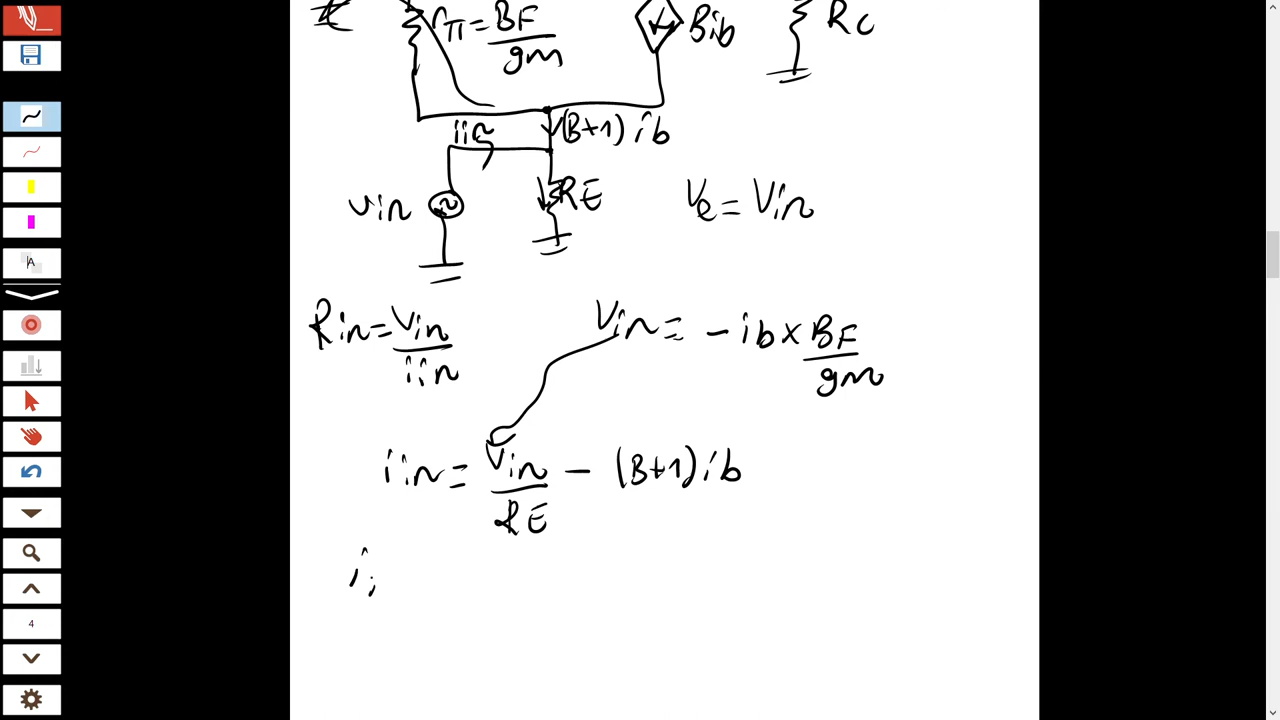 rπ = BF/gm
Bib
RC
iin
(B+1) ib
vin
RE
Ve = Vin
Rin = Vin/iin
Vin = - ib x BF/gm
iin = Vin/RE - (B+1) ib
A
4